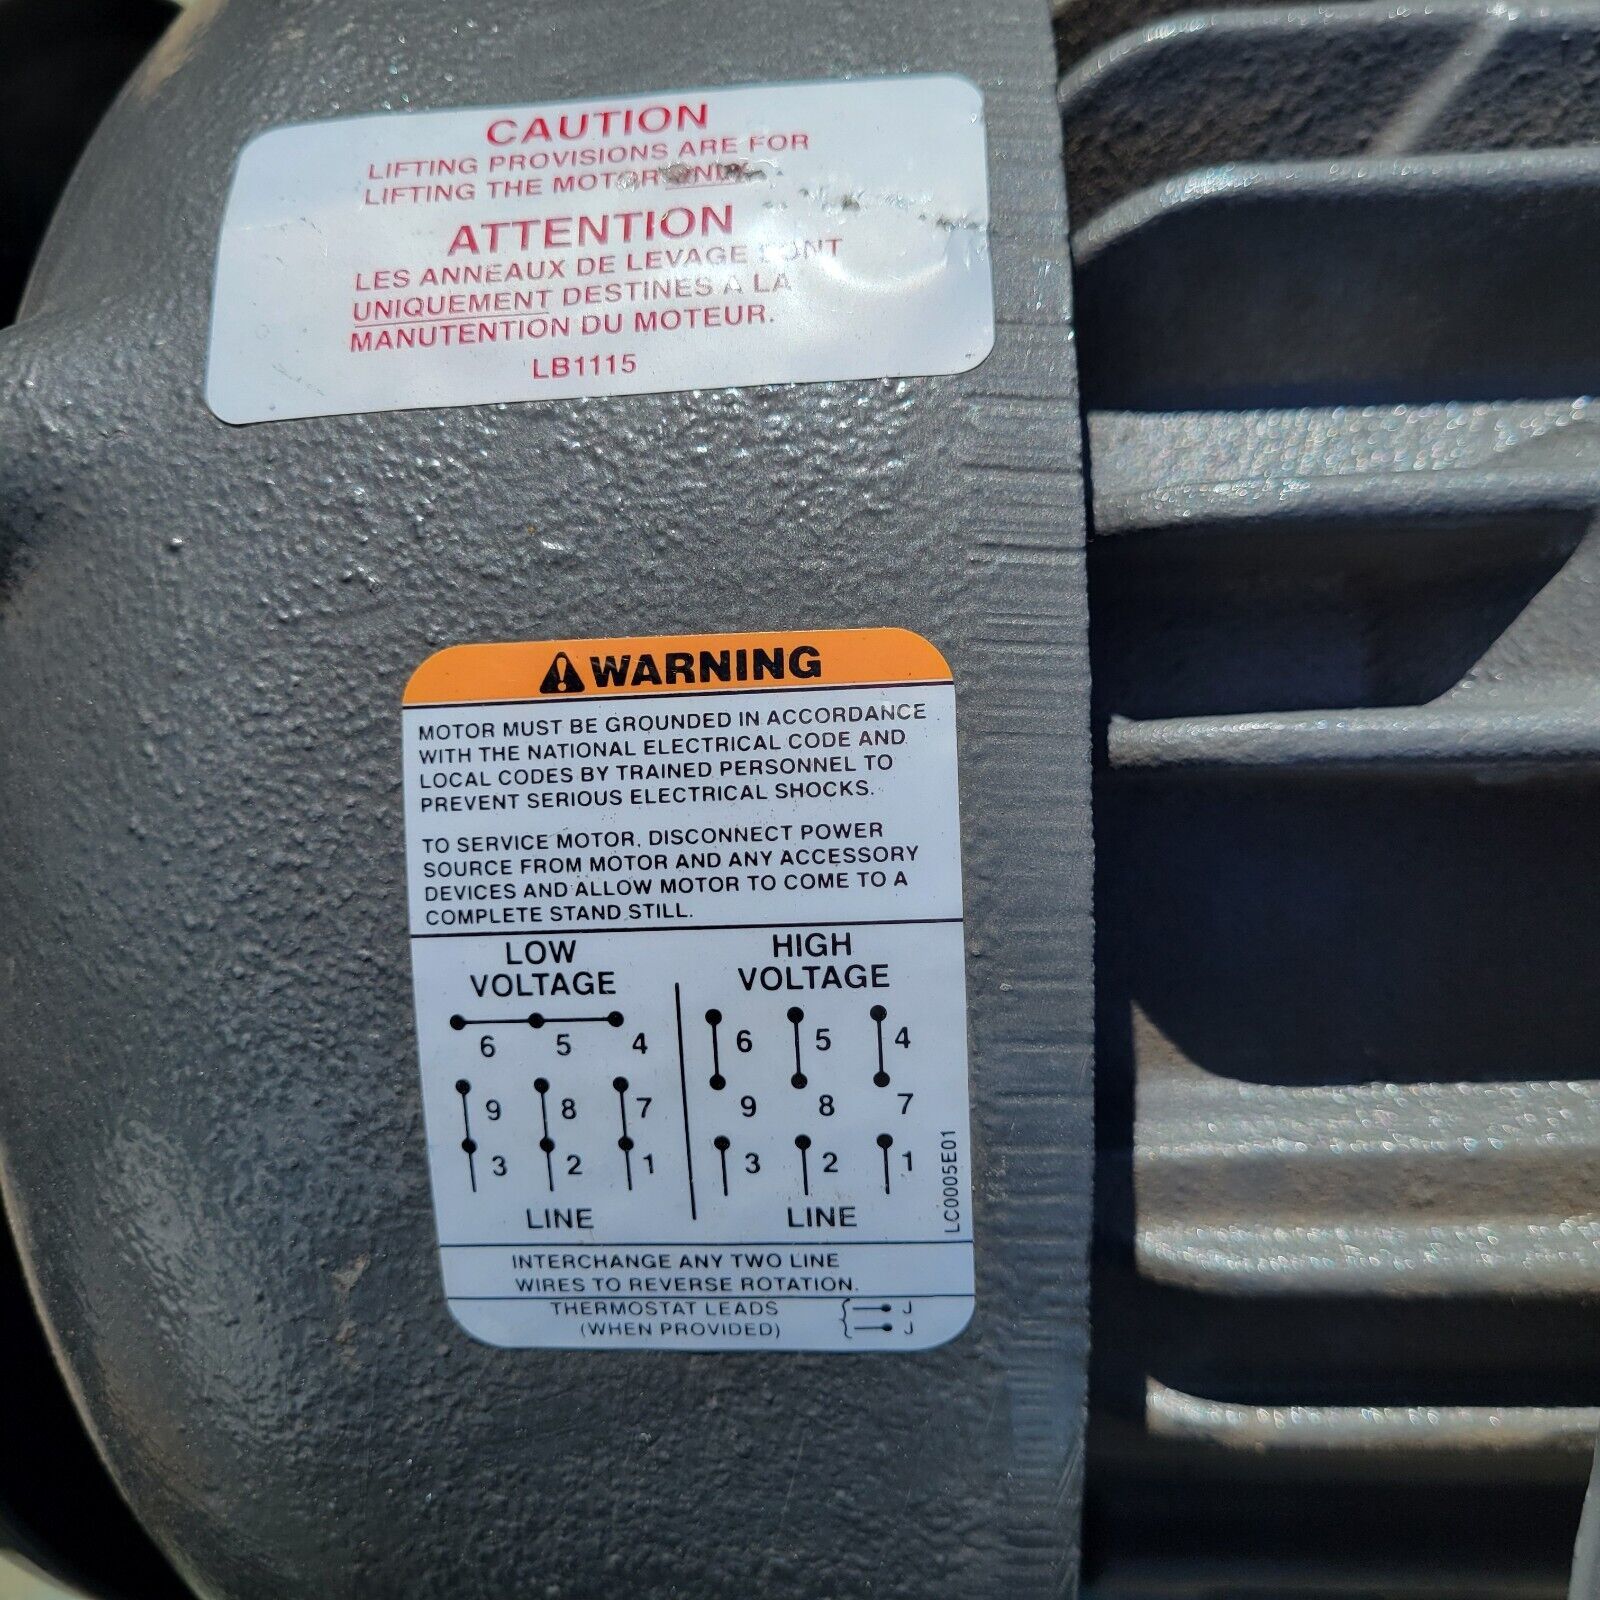 CAUTION
LIFTING PROVISIONS ARE FOR
LIFTING THE MOTOR ONLY
ATTENTION
LES ANNEAUX DE LEVAGE SONT
UNIQUEMENT DESTINES A LA
MANUTENTION DU MOTEUR.
LB1115
WARNING
MOTOR MUST BE GROUNDED IN ACCORDANCE
WITH THE NATIONAL ELECTRICAL CODE AND
LOCAL CODES BY TRAINED PERSONNEL TO
PREVENT SERIOUS ELECTRICAL SHOCKS.
TO SERVICE MOTOR, DISCONNECT POWER
SOURCE FROM MOTOR AND ANY ACCESSORY
DEVICES AND ALLOW MOTOR TO COME TO A
COMPLETE STAND STILL.
LOW
VOLTAGE
6 5 4
9 8 7
3 2 1
LINE
HIGH
VOLTAGE
6 5 4
9 8 7
3 2 1
LINE
LC0005E01
INTERCHANGE ANY TWO LINE
WIRES TO REVERSE ROTATION.
THERMOSTAT LEADS J
(WHEN PROVIDED) J